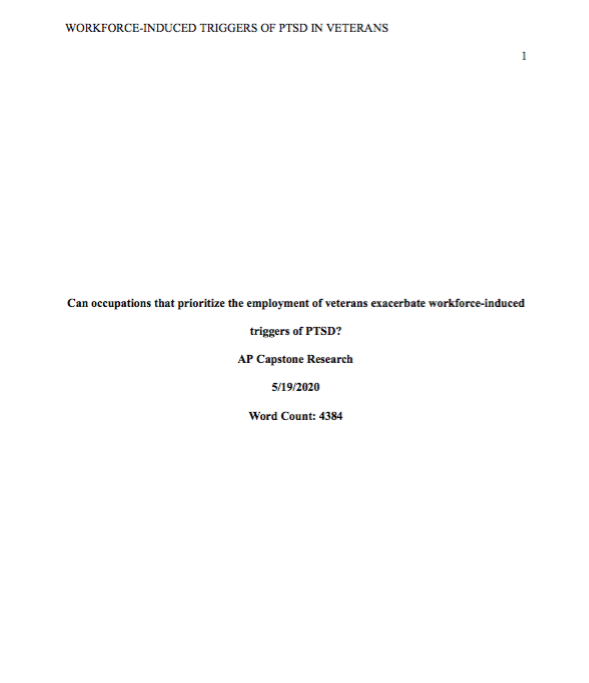 WORKFORCE-INDUCED TRIGGERS OF PTSD IN VETERANS
1
Can occupations that prioritize the employment of veterans exacerbate workforce-induced
triggers of PTSD?
AP Capstone Research
5/19/2020
Word Count: 4384